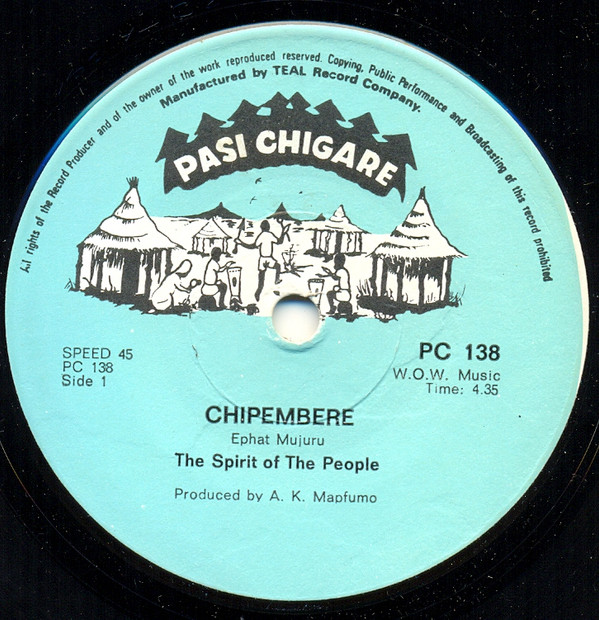 All rights of the Record Producer and of the owner of the work reproduced reserved. Copying, Public Performance and Broadcasting of this record prohibited
Manufactured by TEAL Record Company.
PASI CHIGARE
SPEED 45
PC 138
Side 1
PC 138
W.O.W. Music
Time: 4.35
CHIPEMBERE
Ephat Mujuru
The Spirit of The People
Produced by A. K. Mapfumo